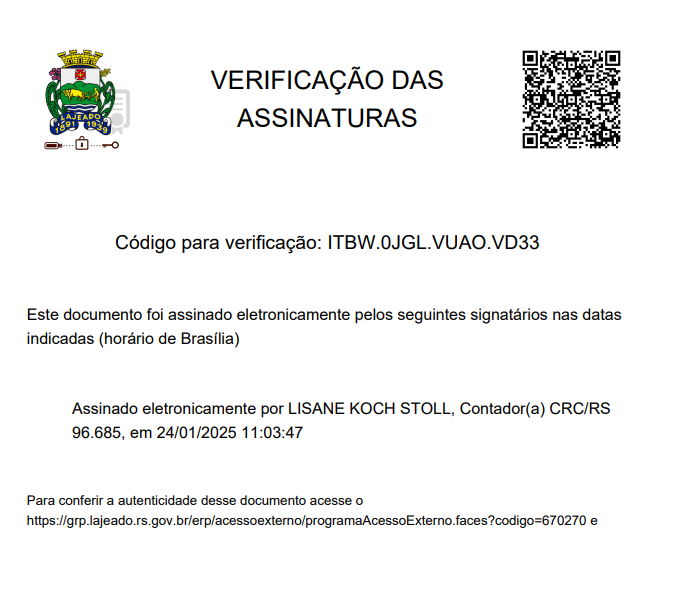 VERIFICAÇÃO DAS
ASSINATURAS
LAJEADO
1891 1939
Código para verificação: ITBW.0JGL.VUAO.VD33
Este documento foi assinado eletronicamente pelos seguintes signatários nas datas
indicadas (horário de Brasília)
Assinado eletronicamente por LISANE KOCH STOLL, Contador(a) CRC/RS
96.685, em 24/01/2025 11:03:47
Para conferir a autenticidade desse documento acesse o
https://grp.lajeado.rs.gov.br/erp/acessoexterno/programaAcessoExterno.faces?codigo=670270 e